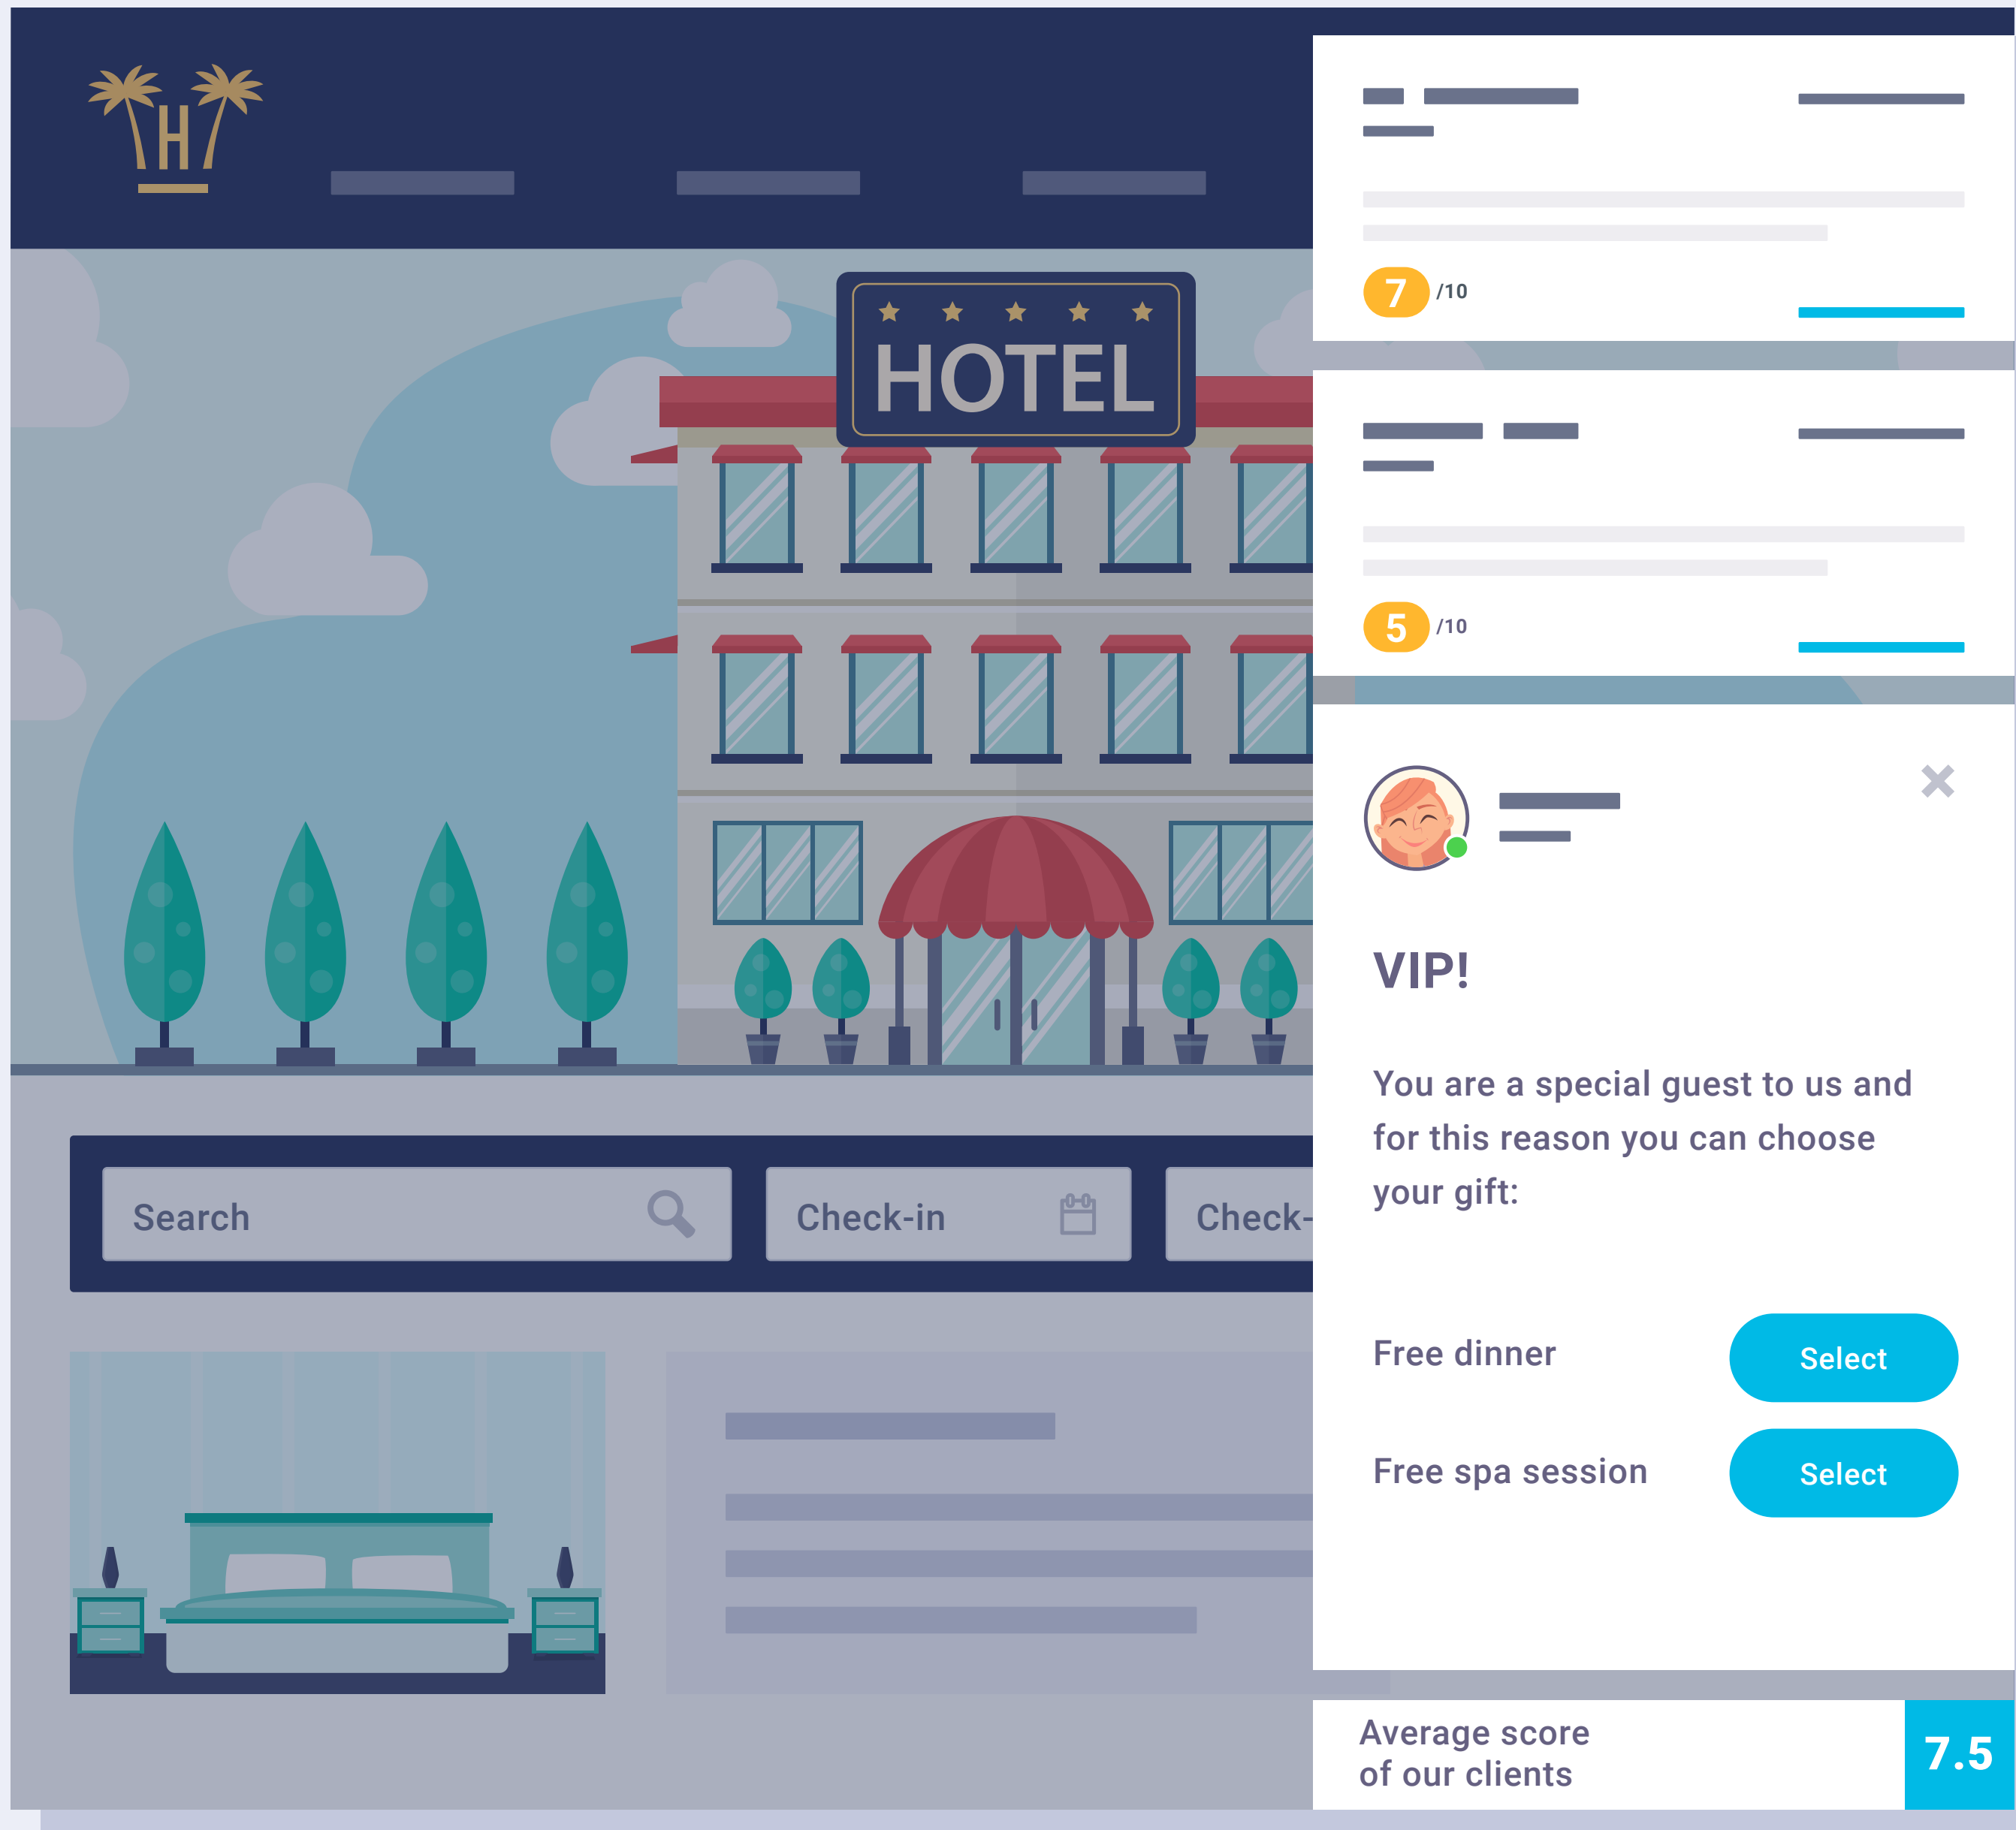 H
HOTEL
7 /10
5 /10
VIP!
You are a special guest to us and
for this reason you can choose
your gift:
Search
Check-in
Check-
Free dinner
Select
Free spa session
Select
Average score
of our clients
7.5